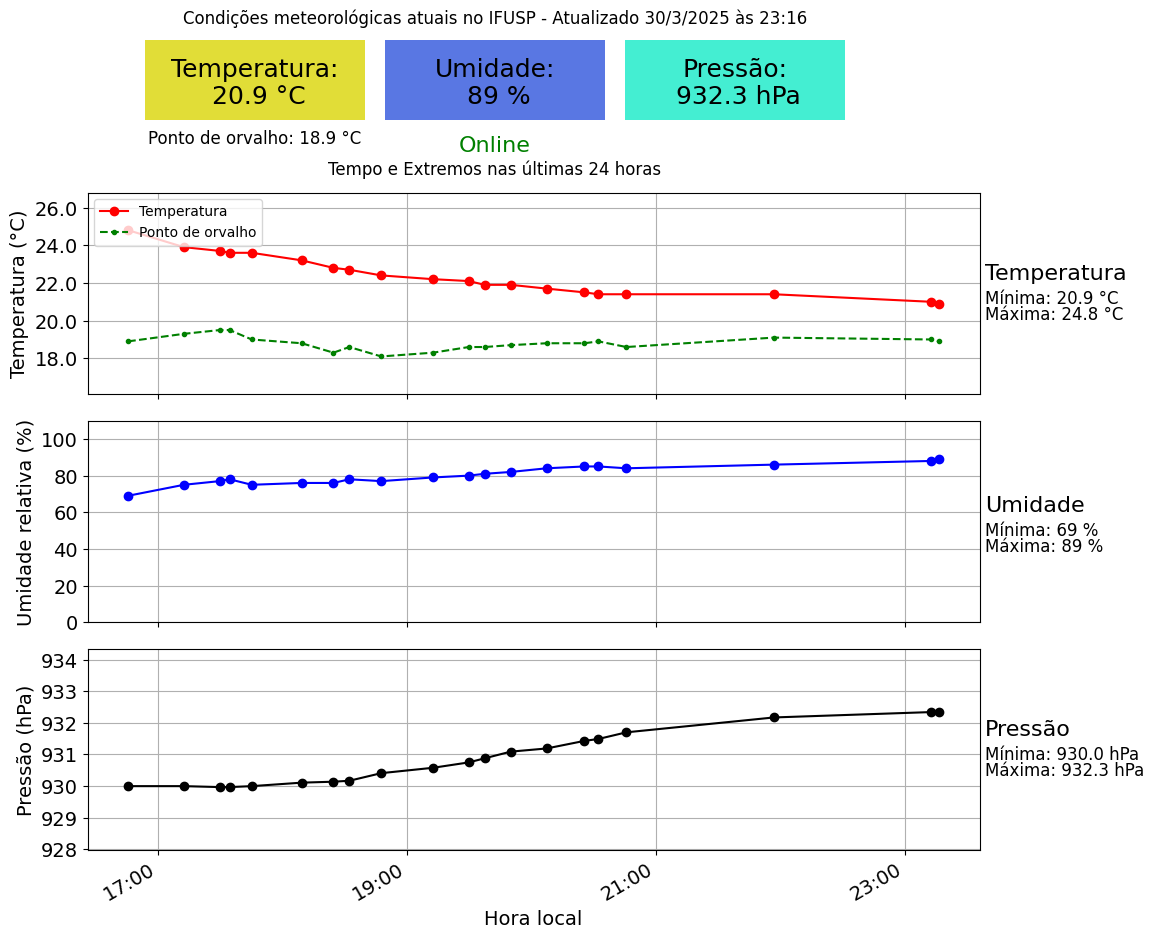 Condições meteorológicas atuais no IFUSP - Atualizado 30/3/2025 às 23:16
Temperatura:
20.9 °C
Umidade:
89 %
Pressão:
932.3 hPa
Ponto de orvalho: 18.9 °C
Online
Tempo e Extremos nas últimas 24 horas
Temperatura (°C)
26.0
24.0
22.0
20.0
18.0
Temperatura
Ponto de orvalho
Temperatura
Mínima: 20.9 °C
Máxima: 24.8 °C
Umidade relativa (%)
100
80
60
40
20
0
Umidade
Mínima: 69 %
Máxima: 89 %
Pressão (hPa)
934
933
932
931
930
929
928
Pressão
Mínima: 930.0 hPa
Máxima: 932.3 hPa
17:00
19:00
21:00
23:00
Hora local